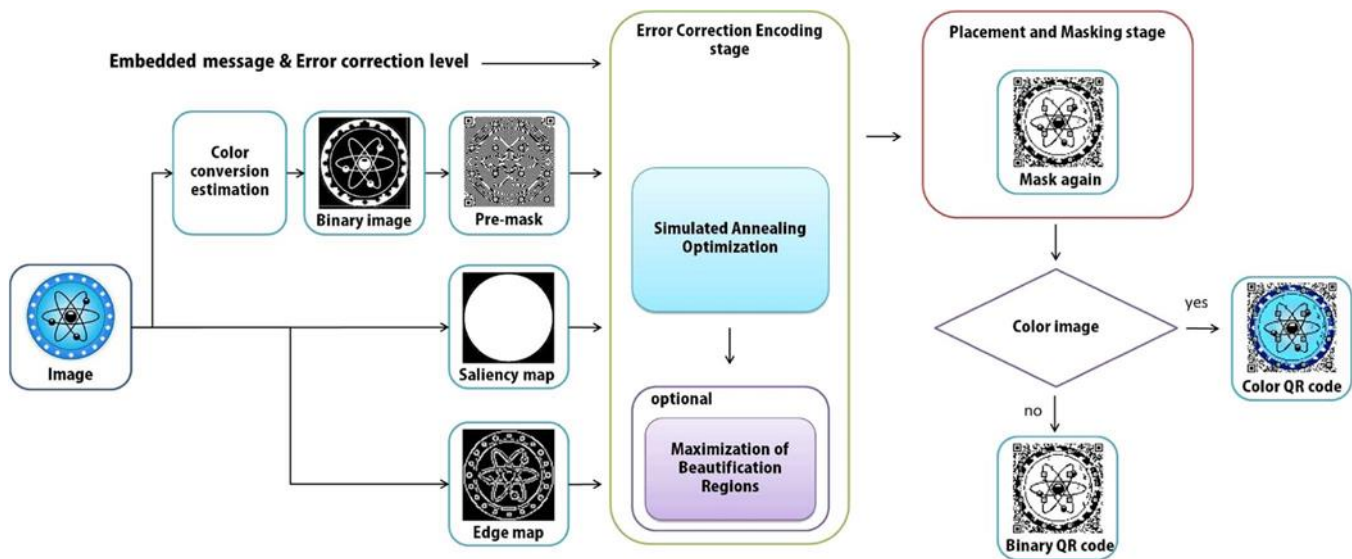 Embedded message & Error correction level
Error Correction Encoding
stage
Placement and Masking stage
Color
conversion
estimation
Binary image
Pre-mask
Mask again
Simulated Annealing
Optimization
Image
Saliency map
Color image
yes
Color QR code
optional
no
Maximization of
Beautification
Regions
Edge map
Binary QR code